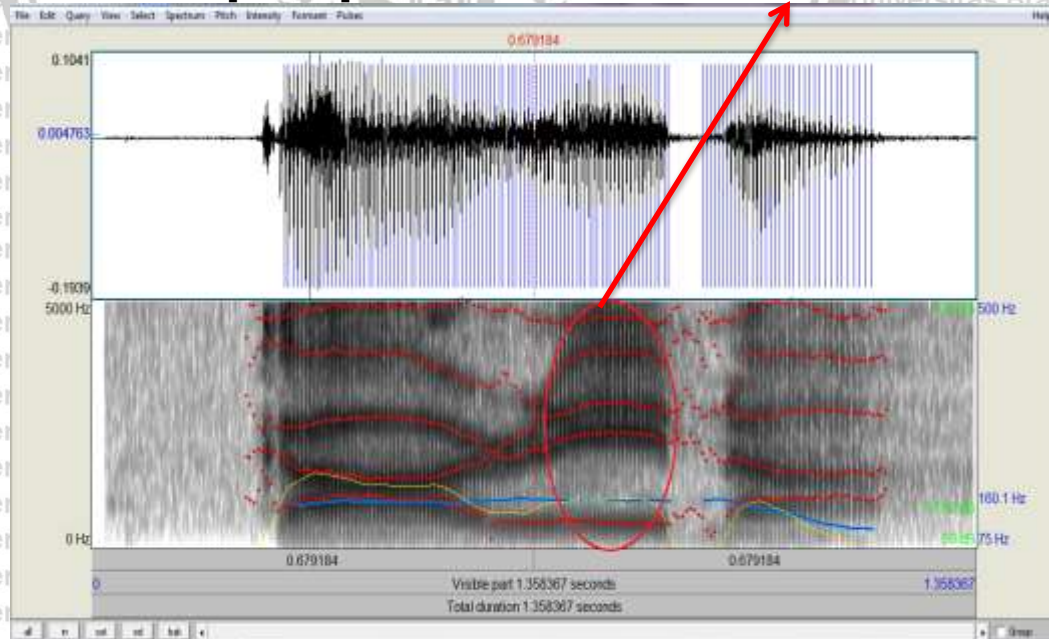 File Edit Query View Select Spectrum Pitch Intensity Formant Pulses Help
0.679184
0.1041
0.004763
-0.1939
5000 Hz 500 Hz
160.1 Hz
0 Hz 75 Hz
0.679184 0.679184
0 Visible part 1.358367 seconds 1.358367
Total duration 1.358367 seconds
all in out sel bak Group